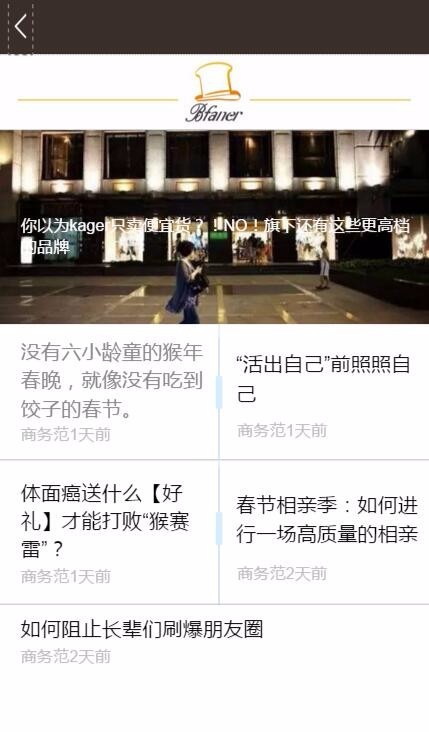 Bfaner
你以为kager只卖便宜货？！NO！旗下还有这些更高档
的品牌
没有六小龄童的猴年
春晚，就像没有吃到
饺子的春节。
商务范1天前
“活出自己”前照照自
己
商务范1天前
体面癌送什么【好
礼】才能打败“猴赛
雷”？
商务范1天前
春节相亲季：如何进
行一场高质量的相亲
商务范2天前
如何阻止长辈们刷爆朋友圈
商务范2天前